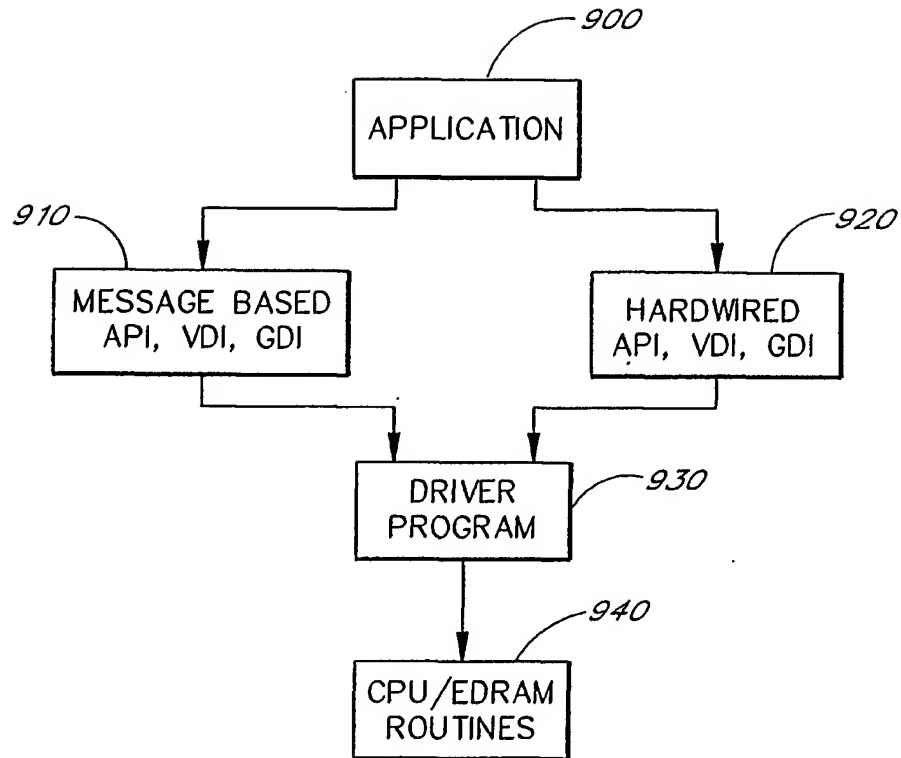 900
APPLICATION
910
920
MESSAGE BASED
API, VDI, GDI
HARDWIRED
API, VDI, GDI
DRIVER
PROGRAM
930
940
CPU/EDRAM
ROUTINES